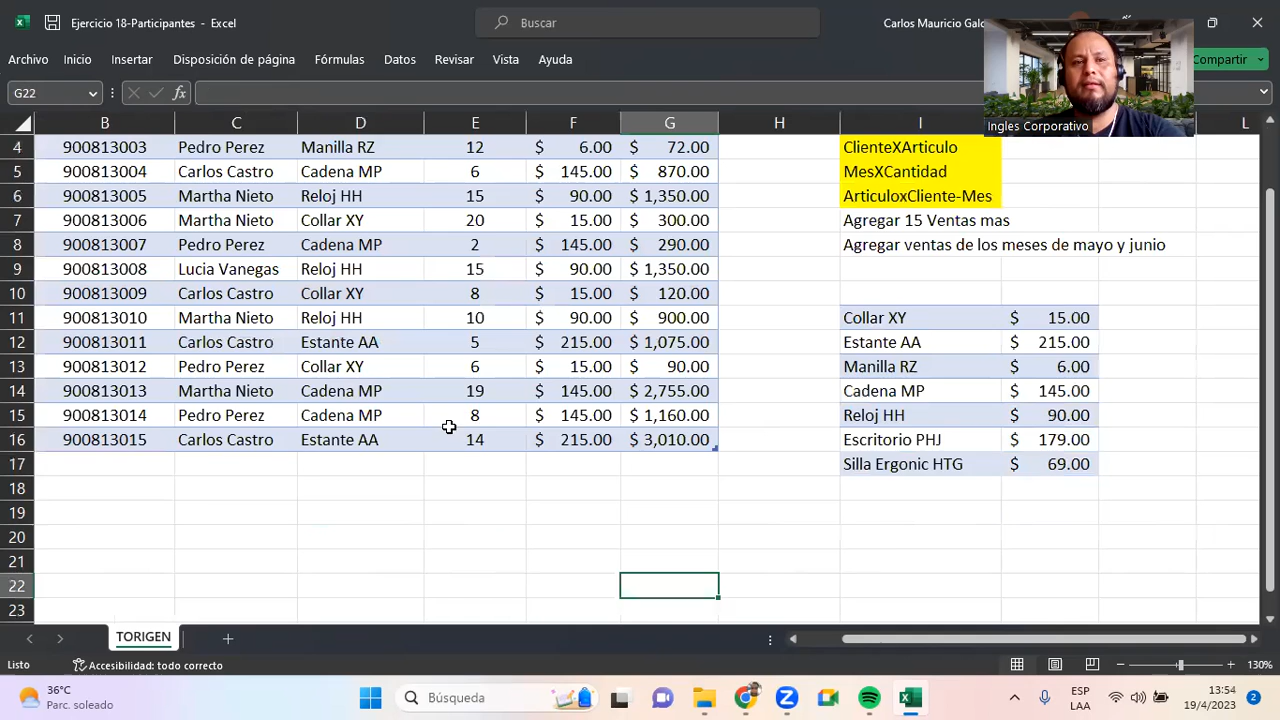 Ejercicio 18-Participantes - Excel
Buscar
Carlos Mauricio Galo
Archivo Inicio Insertar Disposición de página Fórmulas Datos Revisar Vista Ayuda
Compartir
Ingles Corporativo
G22
fx
B C D E F G H I L
4 900813003 Pedro Perez Manilla RZ 12 $ 6.00 $ 72.00 ClienteXArticulo
5 900813004 Carlos Castro Cadena MP 6 $ 145.00 $ 870.00 MesXCantidad
6 900813005 Martha Nieto Reloj HH 15 $ 90.00 $ 1,350.00 ArticuloxCliente-Mes
7 900813006 Martha Nieto Collar XY 20 $ 15.00 $ 300.00 Agregar 15 Ventas mas
8 900813007 Pedro Perez Cadena MP 2 $ 145.00 $ 290.00 Agregar ventas de los meses de mayo y junio
9 900813008 Lucia Vanegas Reloj HH 15 $ 90.00 $ 1,350.00
10 900813009 Carlos Castro Collar XY 8 $ 15.00 $ 120.00
11 900813010 Martha Nieto Reloj HH 10 $ 90.00 $ 900.00 Collar XY $ 15.00
12 900813011 Carlos Castro Estante AA 5 $ 215.00 $ 1,075.00 Estante AA $ 215.00
13 900813012 Pedro Perez Collar XY 6 $ 15.00 $ 90.00 Manilla RZ $ 6.00
14 900813013 Martha Nieto Cadena MP 19 $ 145.00 $ 2,755.00 Cadena MP $ 145.00
15 900813014 Pedro Perez Cadena MP 8 $ 145.00 $ 1,160.00 Reloj HH $ 90.00
16 900813015 Carlos Castro Estante AA 14 $ 215.00 $ 3,010.00 Escritorio PHJ $ 179.00
17 Silla Ergonic HTG $ 69.00
18
19
20
21
22
23
TORIGEN
Listo
Accesibilidad: todo correcto
130%
36°C
Parc. soleado
Búsqueda
ESP
LAA
13:54
19/4/2023
2